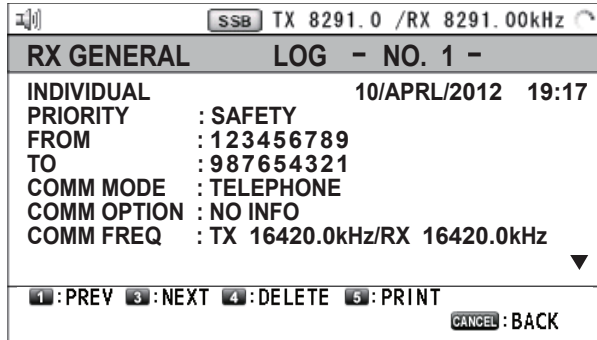 SSB TX 8291.0 /RX 8291.00kHz
RX GENERAL LOG - NO. 1 -
INDIVIDUAL 10/APRL/2012 19:17
PRIORITY : SAFETY
FROM : 123456789
TO : 987654321
COMM MODE : TELEPHONE
COMM OPTION : NO INFO
COMM FREQ : TX 16420.0kHz/RX 16420.0kHz
1 : PREV 3 : NEXT 4 : DELETE 5 : PRINT
CANCEL : BACK